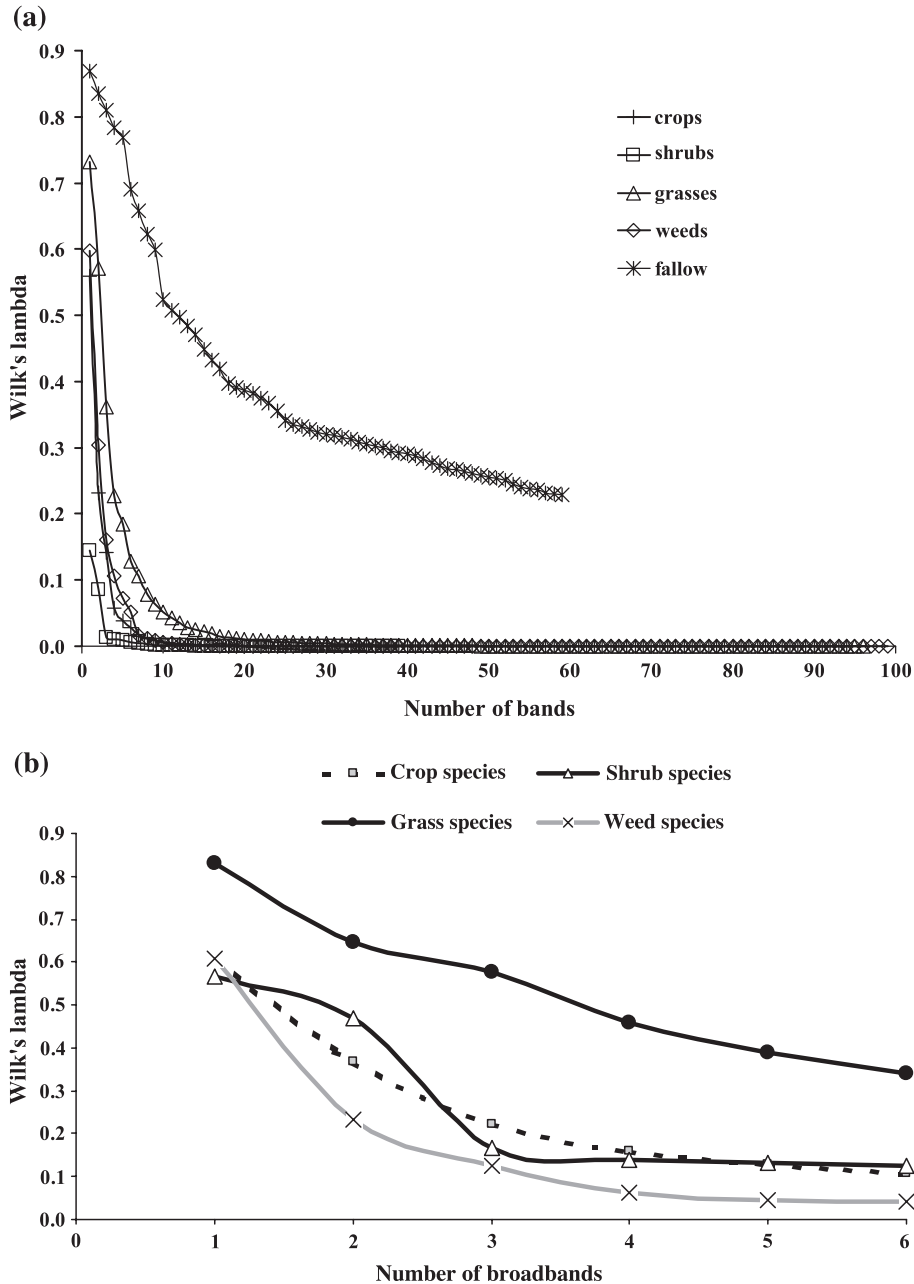 (a)
0.9
0.8
0.7
0.6
0.5
0.4
0.3
0.2
0.1
0.0
Wilk's lambda
crops
shrubs
grasses
weeds
fallow
0 10 20 30 40 50 60 70 80 90 100
Number of bands
(b)
Crop species Shrub species
Grass species Weed species
0.9
0.8
0.7
0.6
0.5
0.4
0.3
0.2
0.1
0.0
Wilk's lambda
0 1 2 3 4 5 6
Number of broadbands